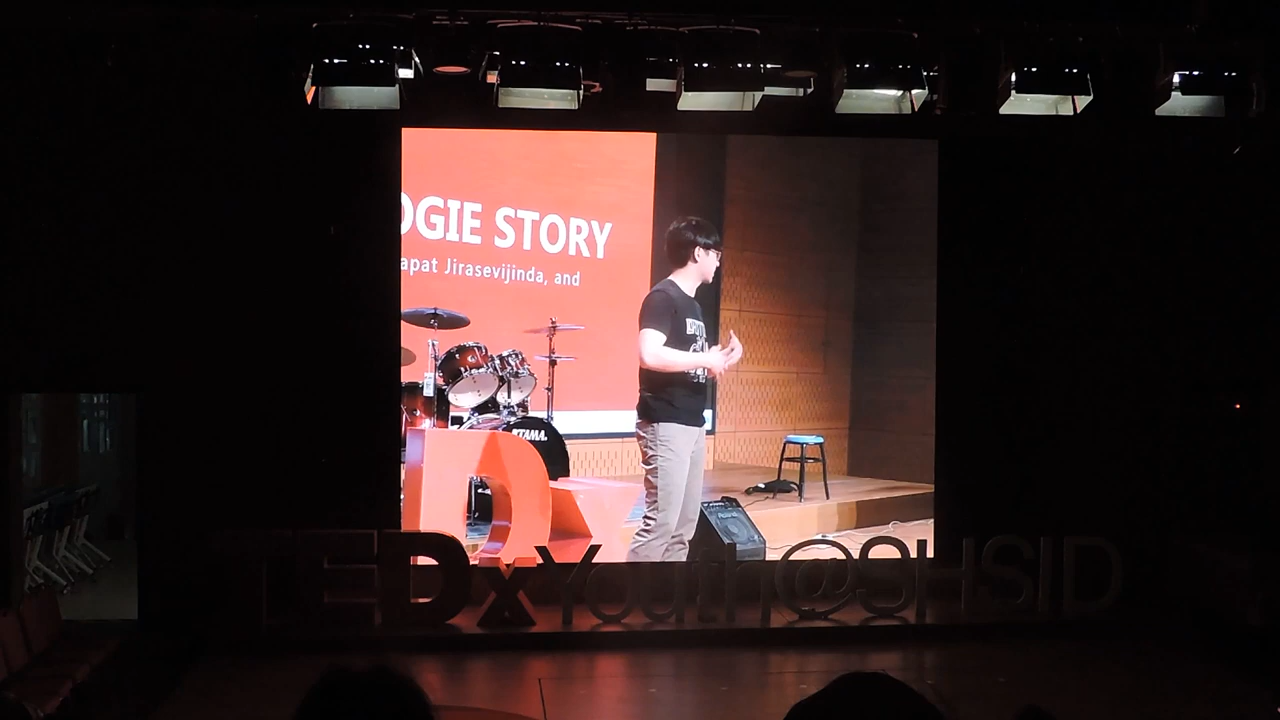 OGIE STORY
apat Jirasevijinda, and
TAMA
D
TEDxYouth@SHSID